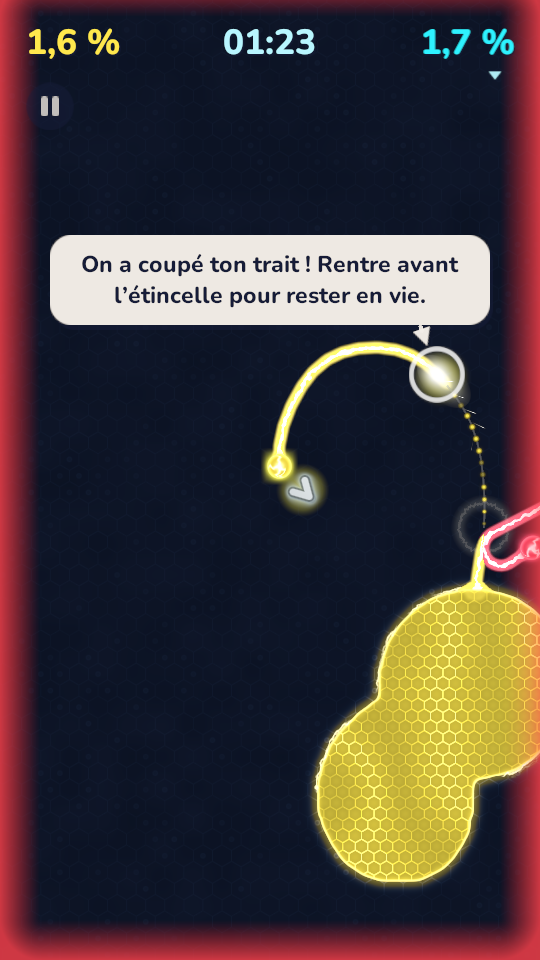 1,6 % 01:23 1,7 %
On a coupé ton trait ! Rentre avant
l’étincelle pour rester en vie.